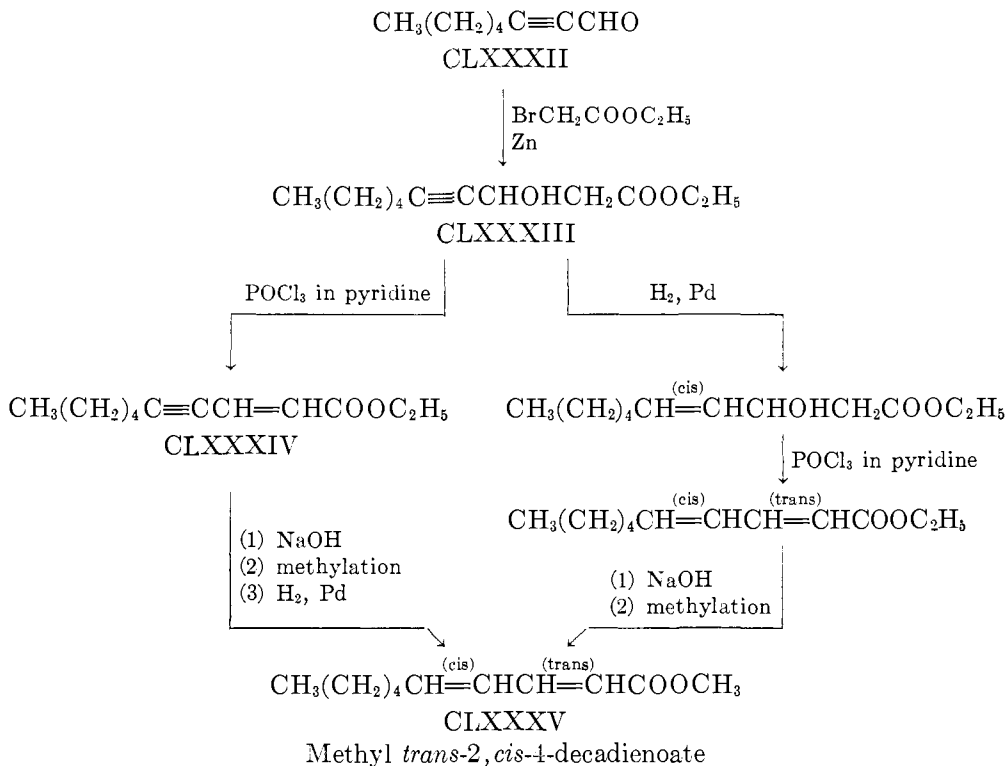 CH₃(CH₂)₄C≡CCHO
CLXXXII
BrCH₂COOC₂H₅
Zn
CH₃(CH₂)₄C≡CCHOHCH₂COOC₂H₅
CLXXXIII
POCl₃ in pyridine
H₂, Pd
CH₃(CH₂)₄C≡CCH=CHCOOC₂H₅
CLXXXIV
(cis)
CH₃(CH₂)₄CH=CHCHOHCH₂COOC₂H₅
POCl₃ in pyridine
(cis) (trans)
CH₃(CH₂)₄CH=CHCH=CHCOOC₂H₅
(1) NaOH
(2) methylation
(3) H₂, Pd
(1) NaOH
(2) methylation
(cis) (trans)
CH₃(CH₂)₄CH=CHCH=CHCOOCH₃
CLXXXV
Methyl trans-2,cis-4-decadienoate